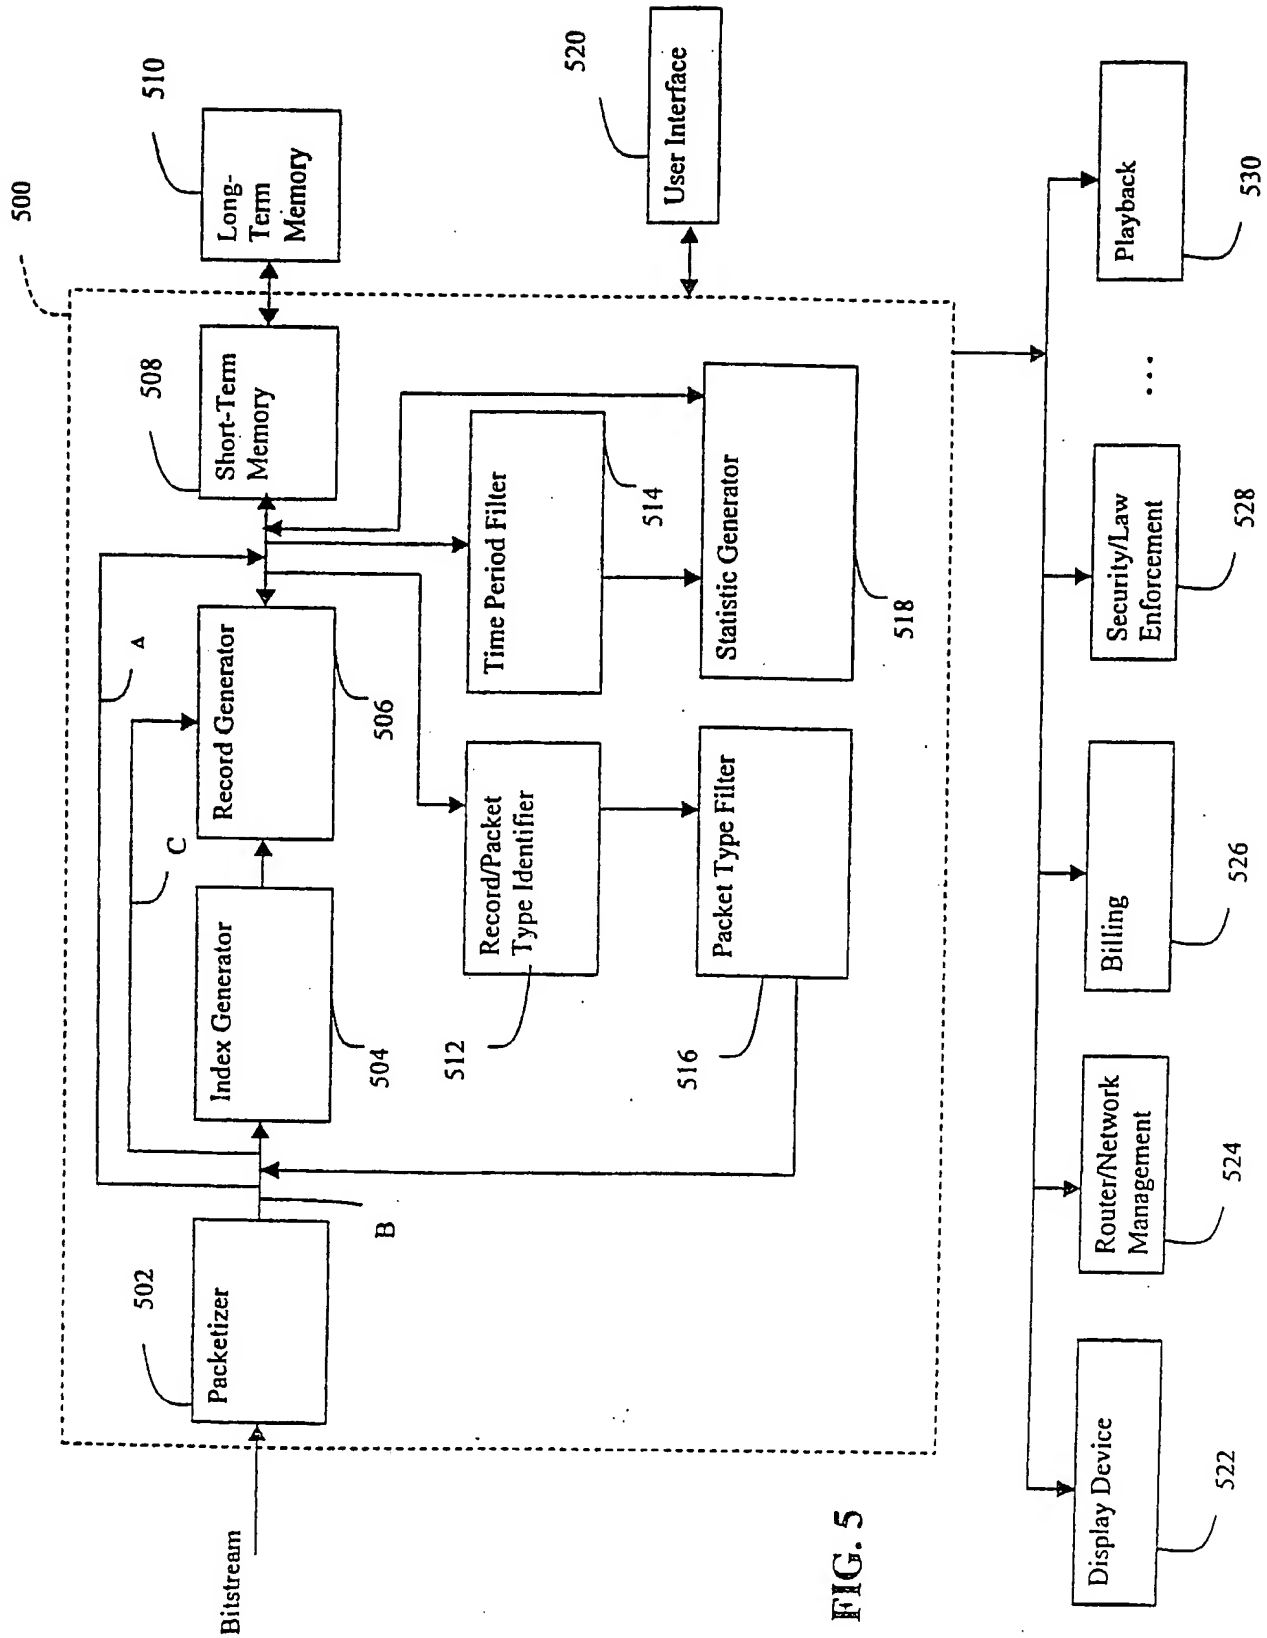 500
510
Long-
Term
Memory
508
Short-Term
Memory
520
User Interface
A
C
Record Generator
506
Index Generator
504
502
Packetizer
B
Bitstream
Time Period Filter
514
Record/Packet
Type Identifier
512
Statistic Generator
518
Packet Type Filter
516
Display Device
522
Router/Network
Management
524
Billing
526
Security/Law
Enforcement
528
...
Playback
530
FIG. 5